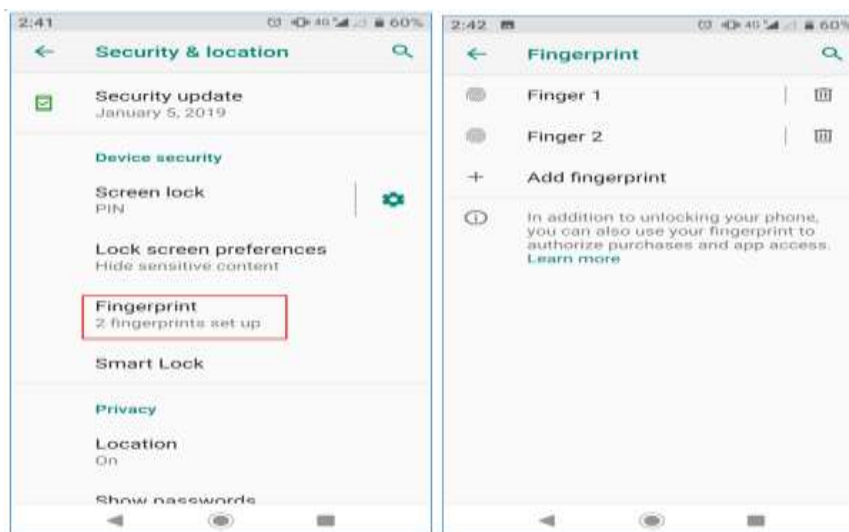 2:41
4G
60%
Security & location
Security update
January 5, 2019
Device security
Screen lock
PIN
Lock screen preferences
Hide sensitive content
Fingerprint
2 fingerprints set up
Smart Lock
Privacy
Location
On
Show passwords
2:42
4G
60%
Fingerprint
Finger 1
Finger 2
Add fingerprint
In addition to unlocking your phone,
you can also use your fingerprint to
authorize purchases and app access.
Learn more